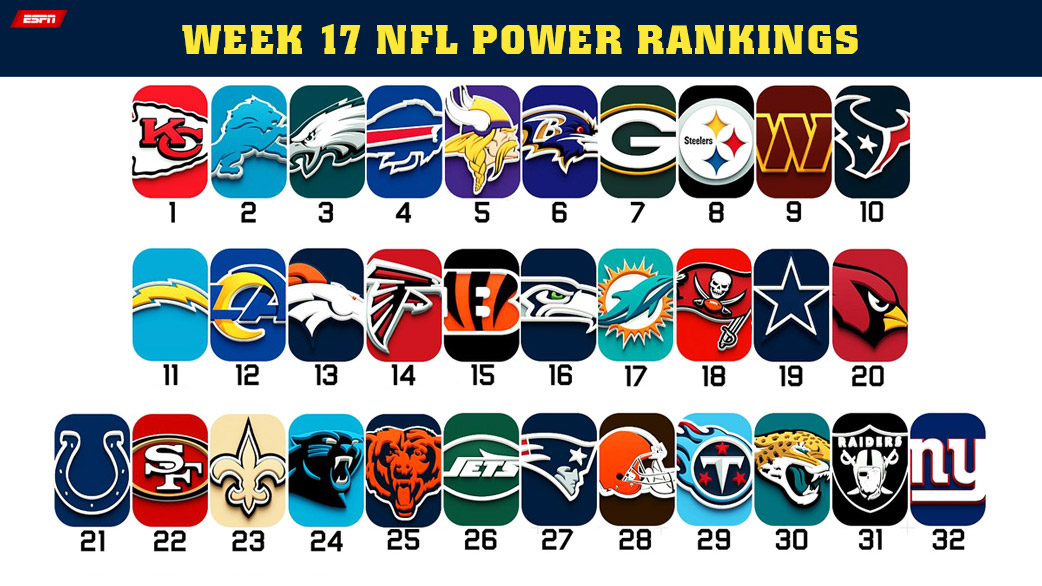 ESPN
WEEK 17 NFL POWER RANKINGS
KC G Steelers W
1 2 3 4 5 6 7 8 9 10
LA B
11 12 13 14 15 16 17 18 19 20
SF JETS T RAIDERS ny
21 22 23 24 25 26 27 28 29 30 31 32